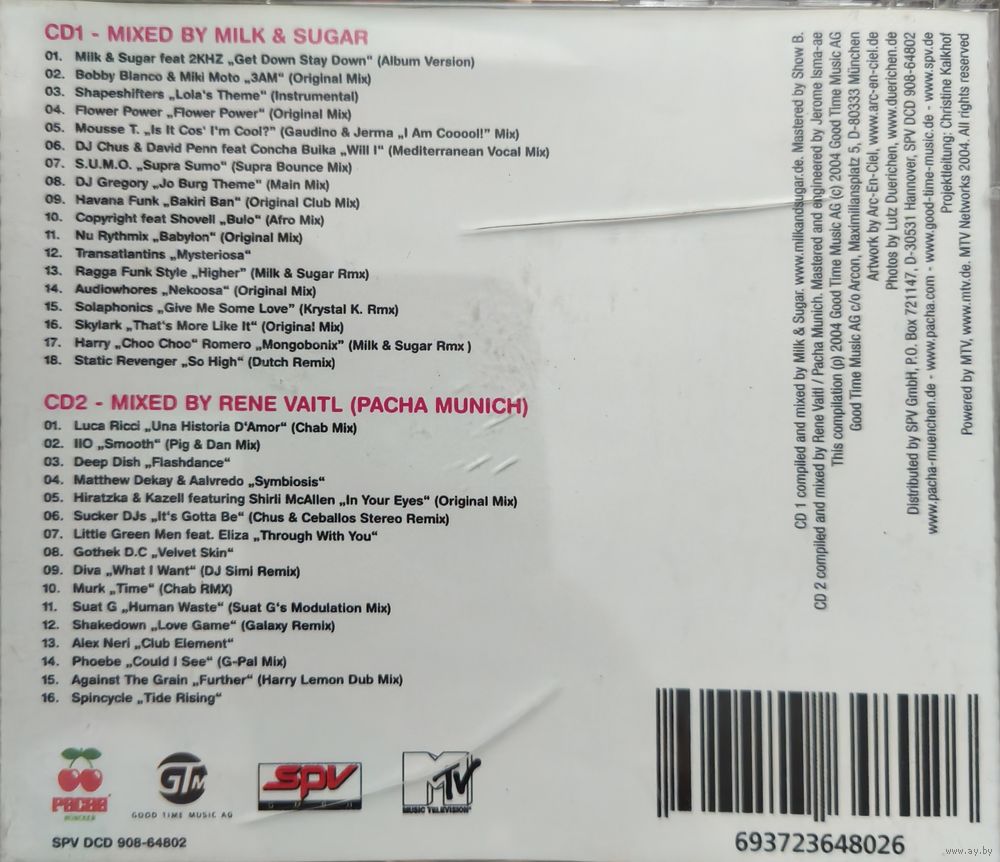 CD1 - MIXED BY MILK & SUGAR
01. Milk & Sugar feat 2KHZ „Get Down Stay Down“ (Album Version)
02. Bobby Blanco & Miki Moto „3AM“ (Original Mix)
03. Shapeshifters „Lola's Theme“ (Instrumental)
04. Flower Power „Flower Power“ (Original Mix)
05. Mousse T. „Is It Cos' I'm Cool?“ (Gaudino & Jerma „I Am Cooool!“ Mix)
06. DJ Chus & David Penn feat Concha Buika „Will I“ (Mediterranean Vocal Mix)
07. S.U.M.O. „Supra Sumo“ (Supra Bounce Mix)
08. DJ Gregory „Jo Burg Theme“ (Main Mix)
09. Havana Funk „Bakiri Ban“ (Original Club Mix)
10. Copyright feat Shovell „Bulo“ (Afro Mix)
11. Nu Rythmix „Babylon“ (Original Mix)
12. Transatlantins „Mysteriosa“
13. Ragga Funk Style „Higher“ (Milk & Sugar Rmx)
14. Audiowhores „Nekoosa“ (Original Mix)
15. Solaphonics „Give Me Some Love“ (Krystal K. Rmx)
16. Skylark „That's More Like It“ (Original Mix)
17. Harry „Choo Choo“ Romero „Mongobonix“ (Milk & Sugar Rmx )
18. Static Revenger „So High“ (Dutch Remix)
CD2 - MIXED BY RENE VAITL (PACHA MUNICH)
01. Luca Ricci „Una Historia D'Amor“ (Chab Mix)
02. IIO „Smooth“ (Pig & Dan Mix)
03. Deep Dish „Flashdance“
04. Matthew Dekay & Aalvredo „Symbiosis“
05. Hiratzka & Kazell featuring Shirli McAllen „In Your Eyes“ (Original Mix)
06. Sucker DJs „It's Gotta Be“ (Chus & Ceballos Stereo Remix)
07. Little Green Men feat. Eliza „Through With You“
08. Gothek D.C „Velvet Skin“
09. Diva „What I Want“ (DJ Simi Remix)
10. Murk „Time“ (Chab RMX)
11. Suat G „Human Waste“ (Suat G's Modulation Mix)
12. Shakedown „Love Game“ (Galaxy Remix)
13. Alex Neri „Club Element“
14. Phoebe „Could I See“ (G-Pal Mix)
15. Against The Grain „Further“ (Harry Lemon Dub Mix)
16. Spincycle „Tide Rising“
PACHA
MÜNCHEN
GTM
GOOD TIME MUSIC AG
SPV
GMBH
MTV
MUSIC TELEVISION
SPV DCD 908-64802
CD 1 compiled and mixed by Milk & Sugar. www.milkandsugar.de. Mastered by Show B.
CD 2 compiled and mixed by Rene Vaitl / Pacha Munich. Mastered and engineered by Jerome Isma-ae
This compilation (p) 2004 Good Time Music AG (c) 2004 Good Time Music AG
Good Time Music AG c/o Arcon, Maximiliansplatz 5, D-80333 München
Artwork by Arc-En-Ciel, www.arc-en-ciel.de
Photos by Lutz Duerichen, www.duerichen.de
Distributed by SPV GmbH, P.O. Box 721147, D-30531 Hannover, SPV DCD 908-64802
www.pacha-muenchen.de - www.pacha.com - www.good-time-music.de - www.spv.de
Projektleitung: Christine Kalkhof
Powered by MTV, www.mtv.de. MTV Networks 2004. All rights reserved
693723648026
www.ay.by